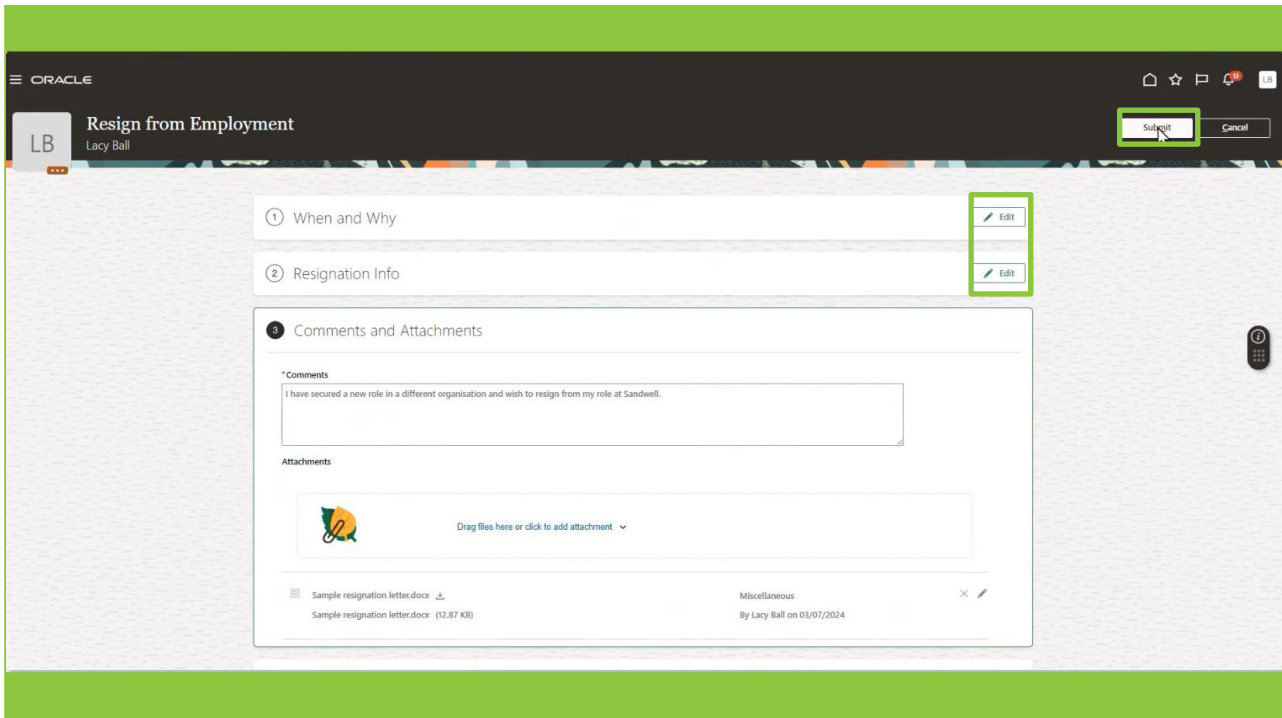 ORACLE
13
LB
LB
Resign from Employment
Lacy Ball
Submit
Cancel
1 When and Why
Edit
2 Resignation Info
Edit
3 Comments and Attachments
*Comments
I have secured a new role in a different organisation and wish to resign from my role at Sandwell.
Attachments
Drag files here or click to add attachment
Sample resignation letter.docx
Miscellaneous
Sample resignation letter.docx (12.87 KB)
By Lacy Ball on 03/07/2024